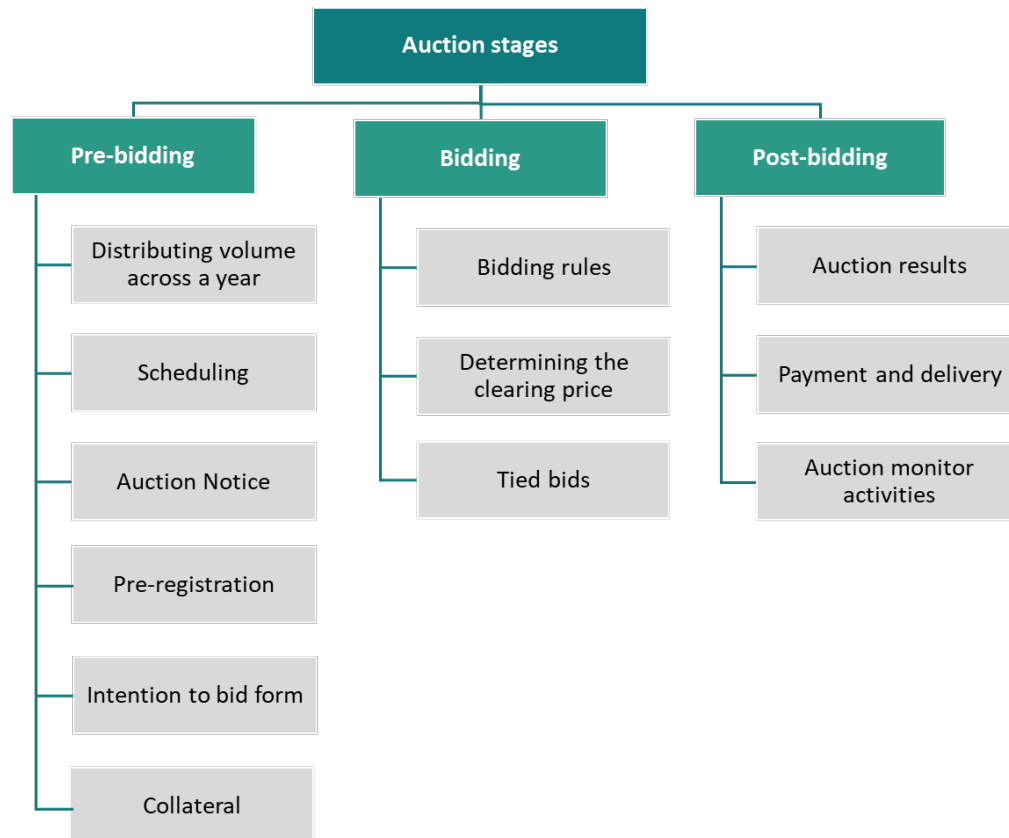 Auction stages
Pre-bidding
Distributing volume
across a year
Scheduling
Auction Notice
Pre-registration
Intention to bid form
Collateral
Bidding
Bidding rules
Determining the
clearing price
Tied bids
Post-bidding
Auction results
Payment and delivery
Auction monitor
activities